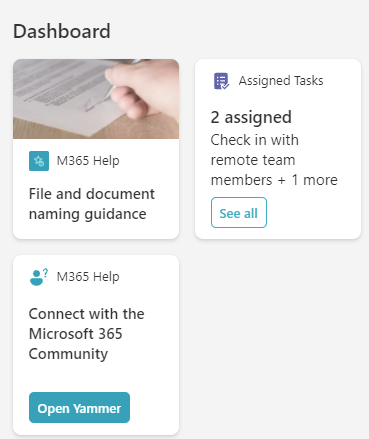 Dashboard
M365 Help
File and document
naming guidance
Assigned Tasks
2 assigned
Check in with
remote team
members + 1 more
See all
M365 Help
Connect with the
Microsoft 365
Community
Open Yammer